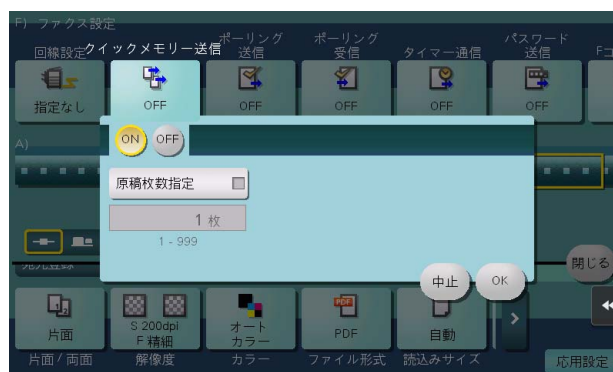 F) ファクス設定
回線設定
クイックメモリー送信
ポーリング
送信
ポーリング
受信
タイマー通信
パスワード
送信
Fコ
指定なし
OFF
OFF
OFF
OFF
OFF
A)
ON
OFF
原稿枚数指定
1 枚
1 - 999
中止
OK
閉じる
片面
S 200dpi
F 精細
オート
カラー
PDF
自動
片面 / 両面
解像度
カラー
ファイル形式
読込みサイズ
応用設定